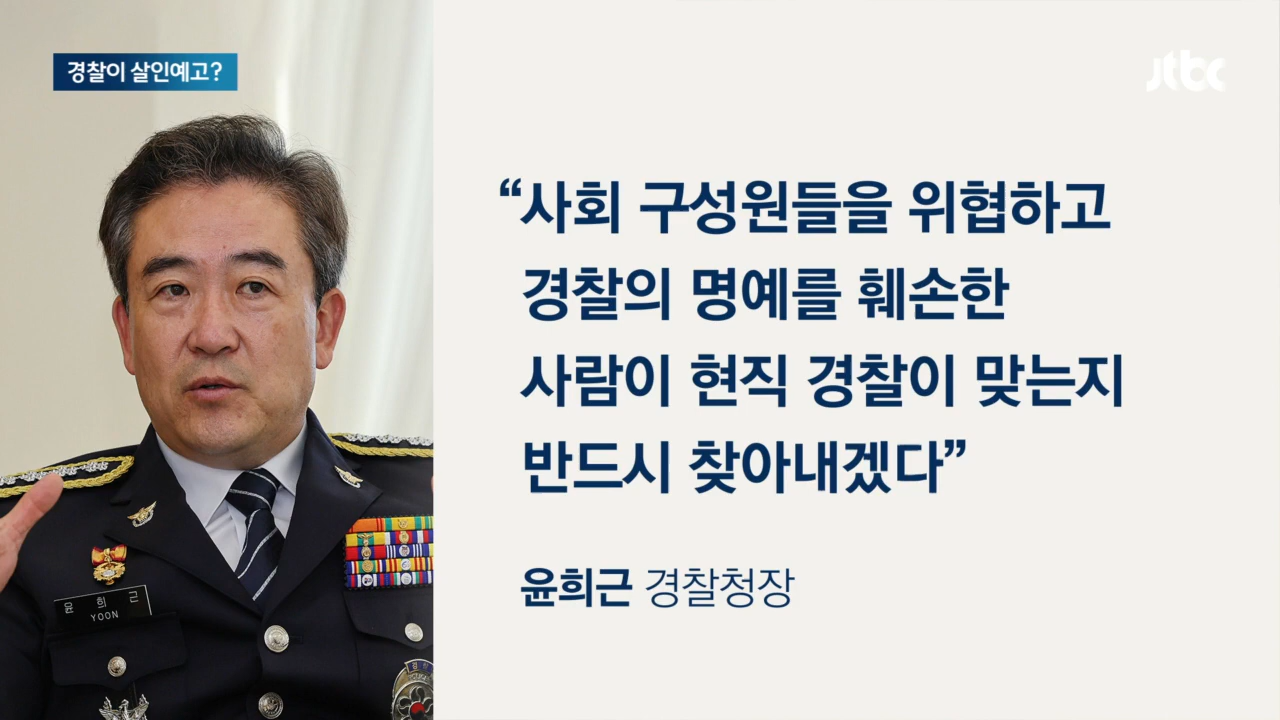 경찰이 살인예고?
jtbc
“사회 구성원들을 위협하고
경찰의 명예를 훼손한
사람이 현직 경찰이 맞는지
반드시 찾아내겠다”
윤희근 경찰청장
윤 희 근
YOON